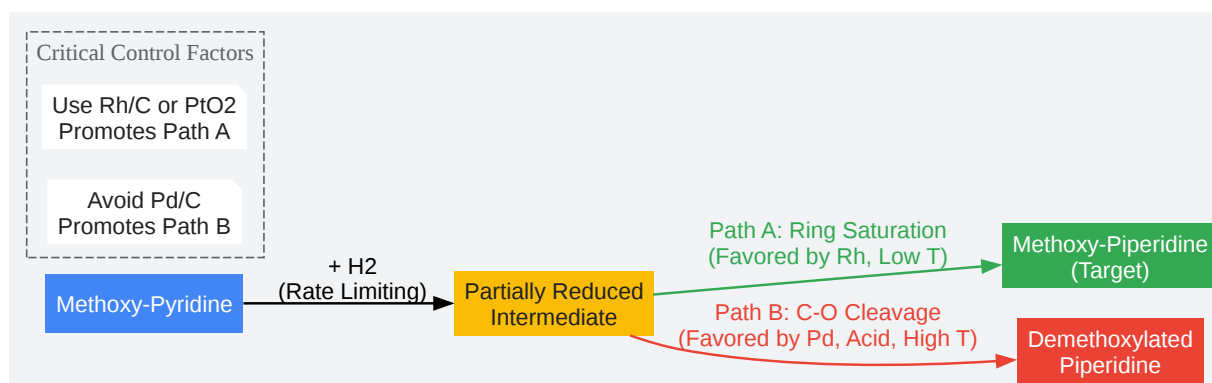 Critical Control Factors
Use Rh/C or PtO2
Promotes Path A
Avoid Pd/C
Promotes Path B
Methoxy-Pyridine
+ H2
(Rate Limiting)
Partially Reduced
Intermediate
Path A: Ring Saturation
(Favored by Rh, Low T)
Methoxy-Piperidine
(Target)
Path B: C-O Cleavage
(Favored by Pd, Acid, High T)
Demethoxylated
Piperidine